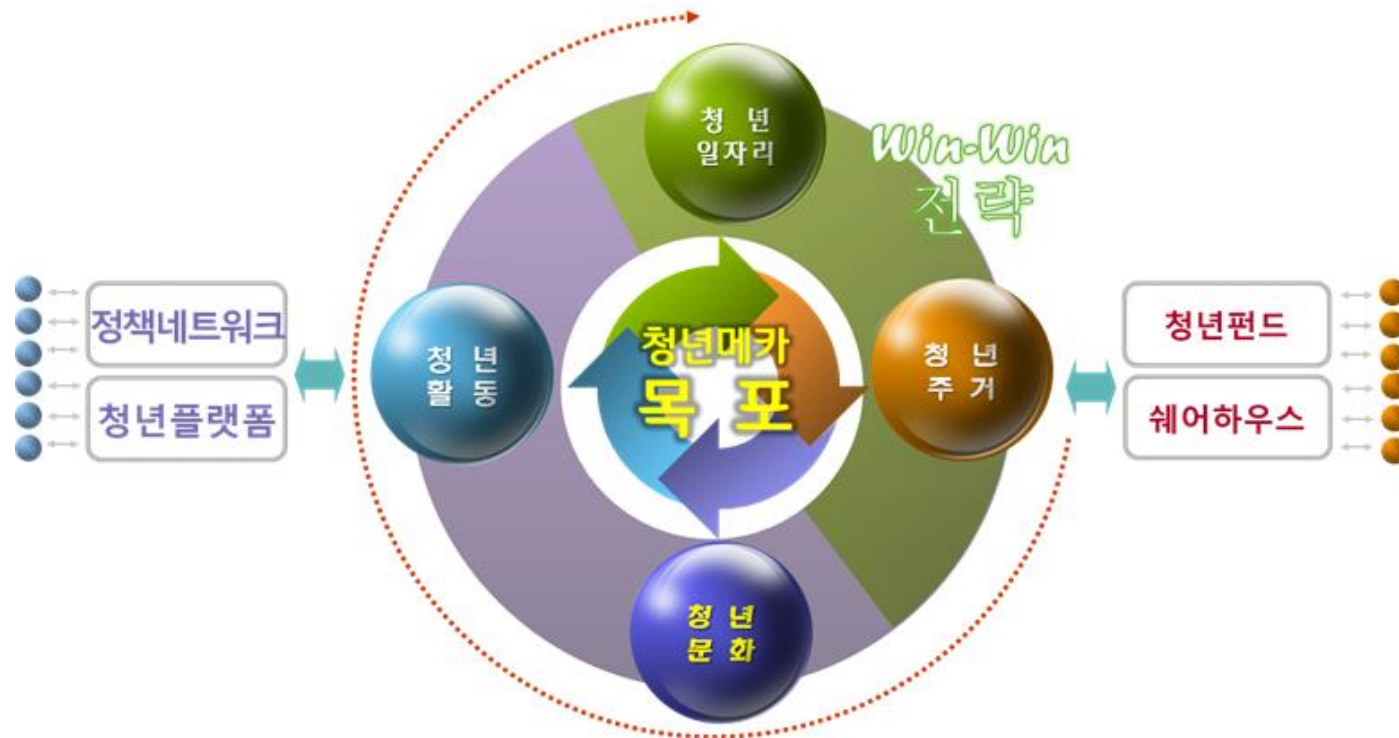 청 년
일자리
Win-Win
전략
정책네트워크
청년플랫폼
청 년
활 동
청년메카
목 포
청 년
주 거
청년펀드
쉐어하우스
청 년
문 화